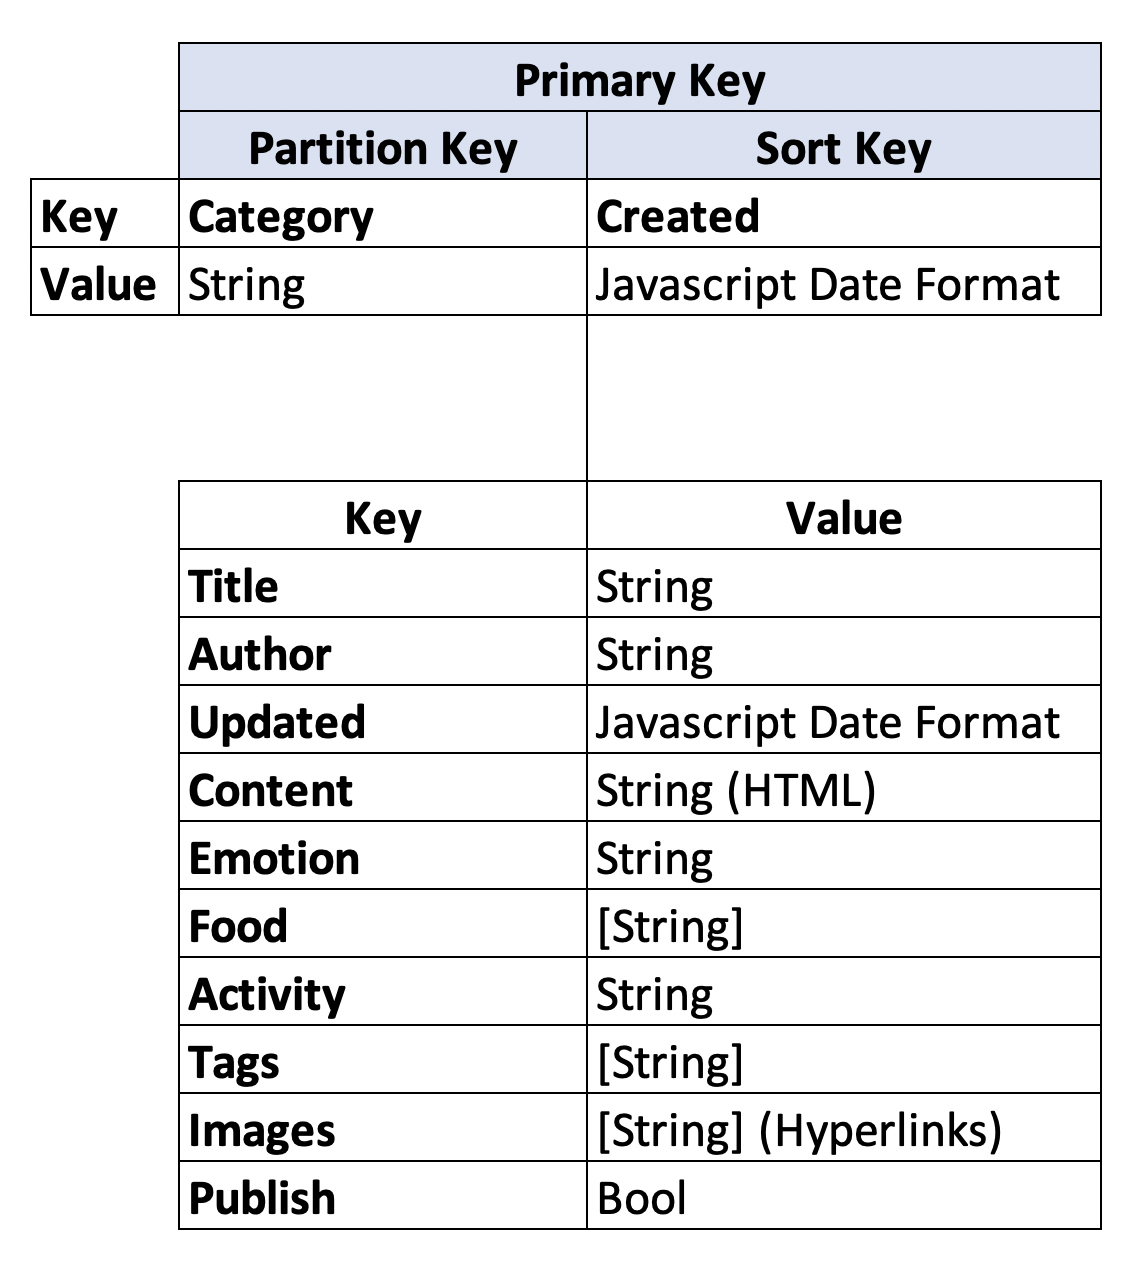 Primary Key
Partition Key Sort Key
Key Category Created
Value String Javascript Date Format
Key Value
Title String
Author String
Updated Javascript Date Format
Content String (HTML)
Emotion String
Food [String]
Activity String
Tags [String]
Images [String] (Hyperlinks)
Publish Bool